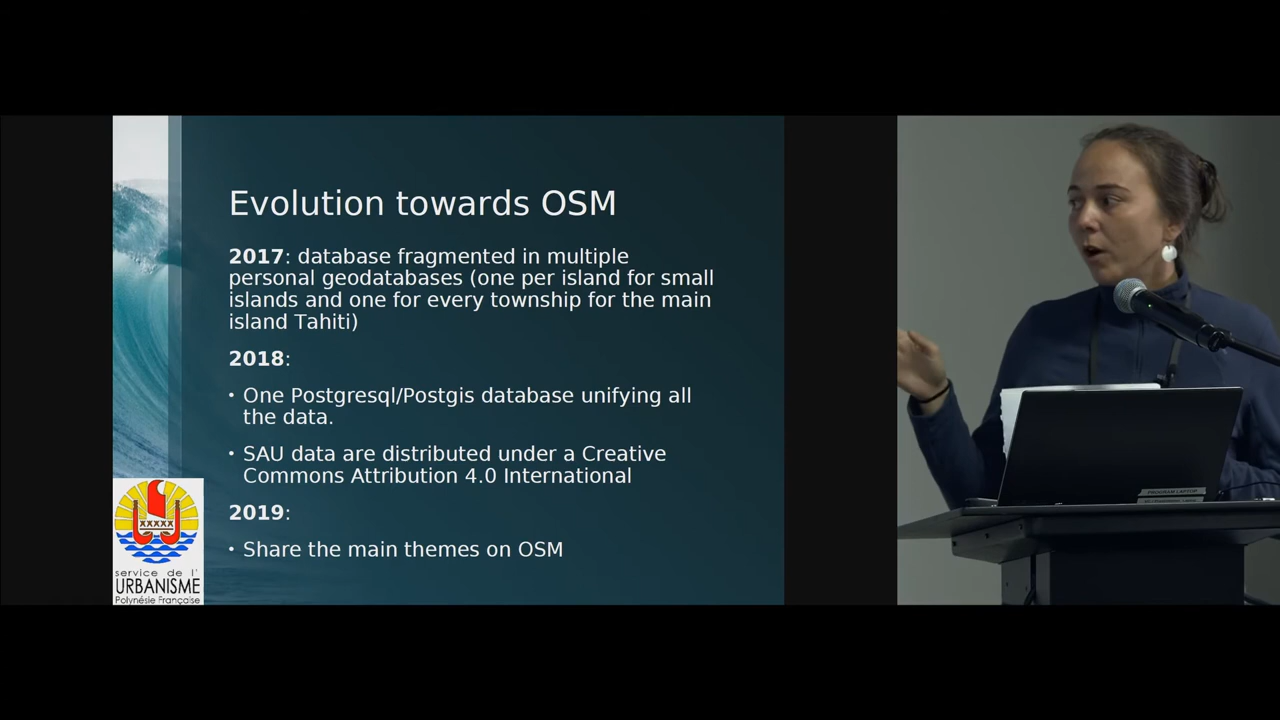 Evolution towards OSM
2017: database fragmented in multiple
personal geodatabases (one per island for small
islands and one for every township for the main
island Tahiti)
2018:
• One Postgresql/Postgis database unifying all
the data.
• SAU data are distributed under a Creative
Commons Attribution 4.0 International
2019:
• Share the main themes on OSM
service de l'
URBANISME
Polynésie Française
PROGRAM LAPTOP